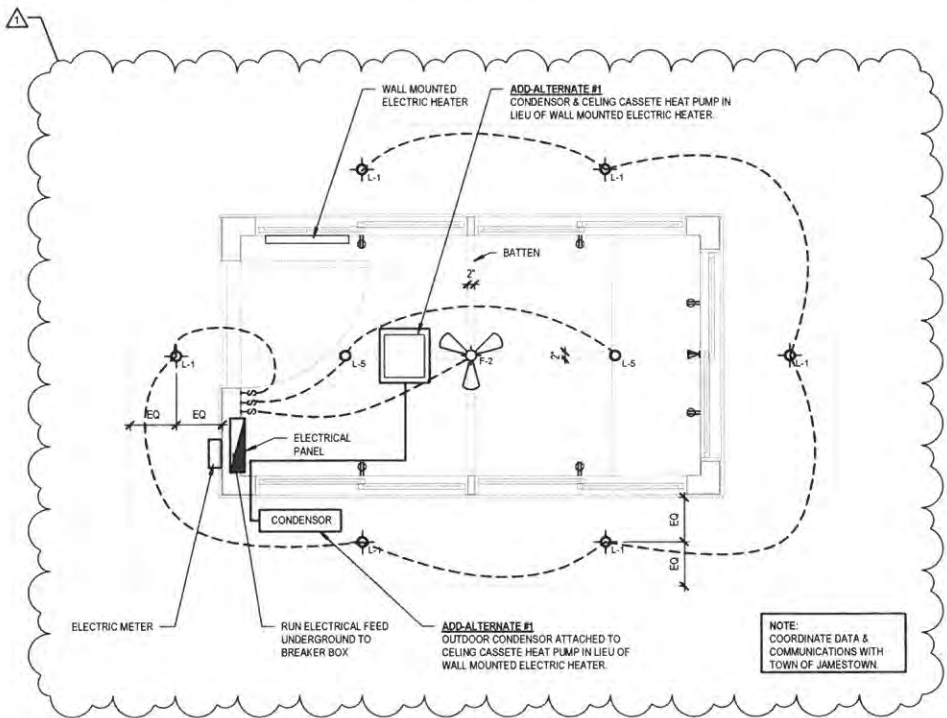 1
WALL MOUNTED
ELECTRIC HEATER
ADD-ALTERNATE #1
CONDENSOR & CELING CASSETE HEAT PUMP IN
LIEU OF WALL MOUNTED ELECTRIC HEATER.
L-1
L-1
BATTEN
2"
L-1
L-5
F-2
2"
L-5
L-1
S
S
S
EQ
EQ
ELECTRICAL
PANEL
CONDENSOR
L-1
L-1
EQ
EQ
ELECTRIC METER
RUN ELECTRICAL FEED
UNDERGROUND TO
BREAKER BOX
ADD-ALTERNATE #1
OUTDOOR CONDENSOR ATTACHED TO
CELING CASSETE HEAT PUMP IN LIEU OF
WALL MOUNTED ELECTRIC HEATER.
NOTE:
COORDINATE DATA &
COMMUNICATIONS WITH
TOWN OF JAMESTOWN.